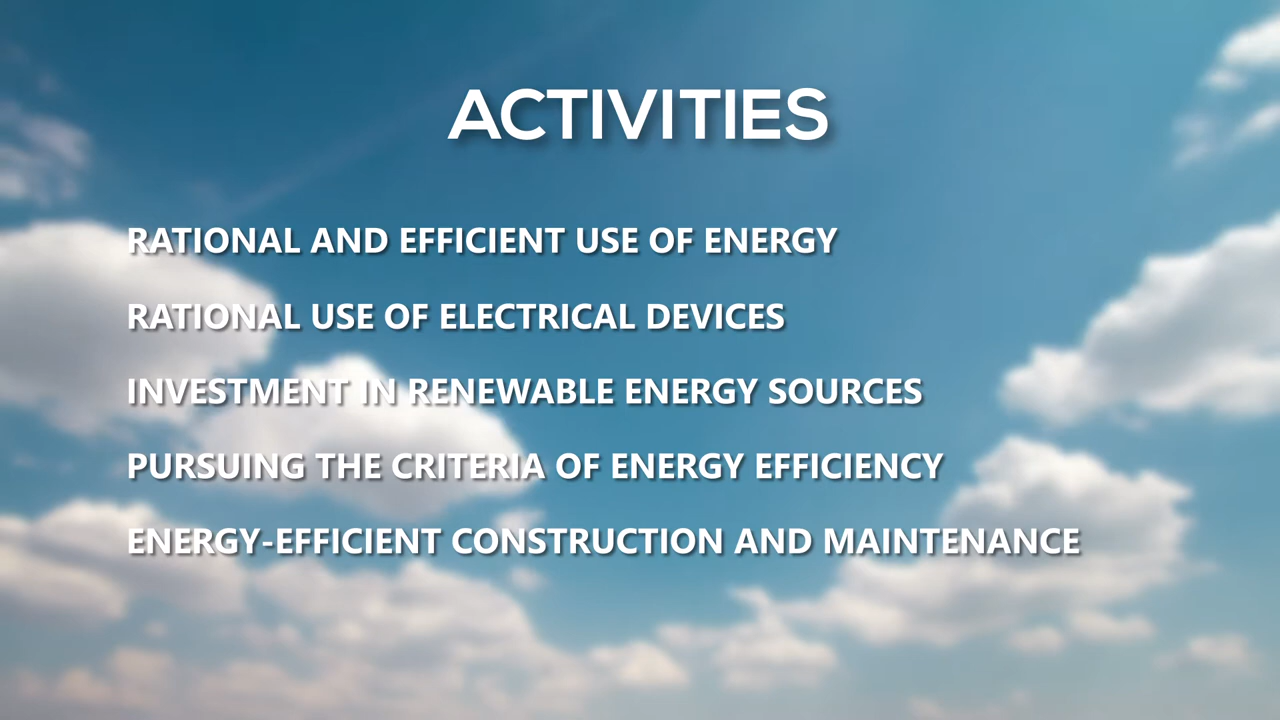 ACTIVITIES
RATIONAL AND EFFICIENT USE OF ENERGY
RATIONAL USE OF ELECTRICAL DEVICES
INVESTMENT IN RENEWABLE ENERGY SOURCES
PURSUING THE CRITERIA OF ENERGY EFFICIENCY
ENERGY-EFFICIENT CONSTRUCTION AND MAINTENANCE